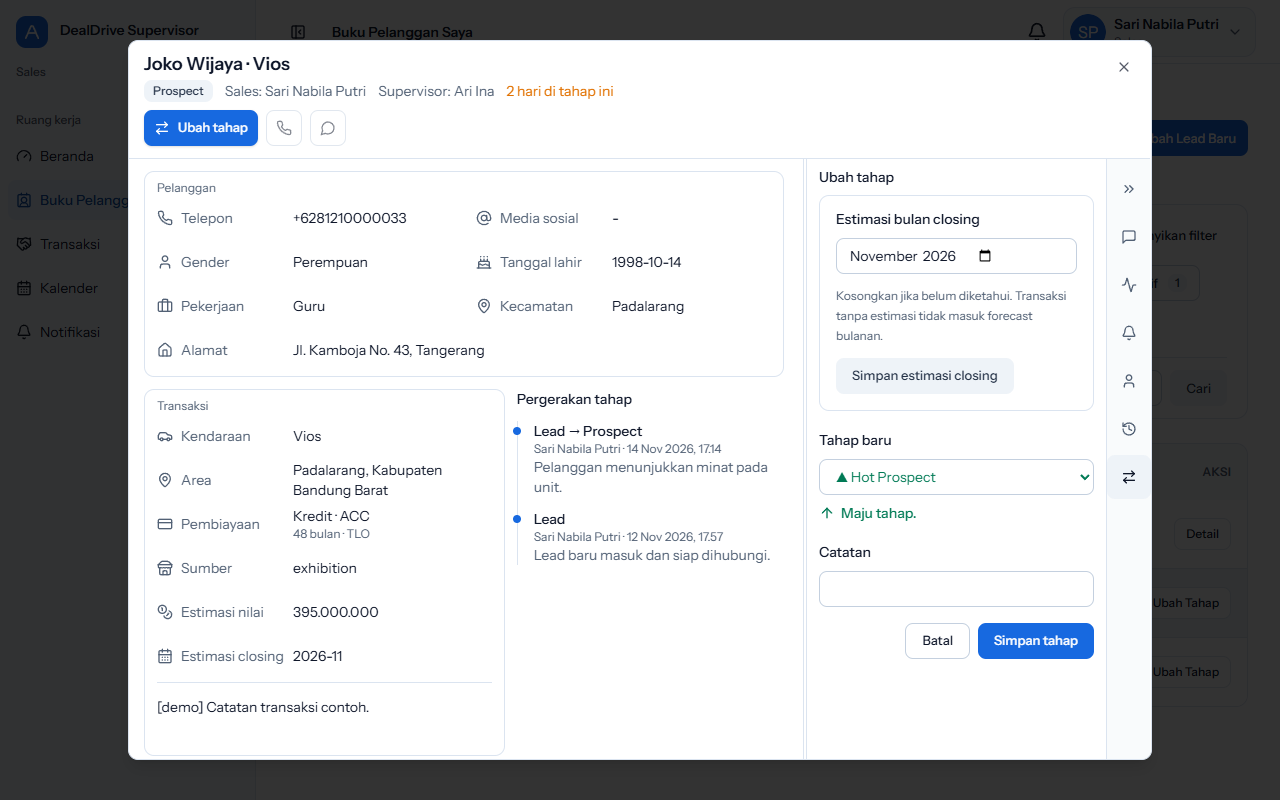 A
DealDrive Supervisor
Sales
Ruang kerja
Beranda
Buku Pelangg
Transaksi
Kalender
Notifikasi
Buku Pelanggan Saya
SP
Sari Nabila Putri
bah Lead Baru
nyikan filter
if 1
Cari
AKSI
Detail
Ubah Tahap
Ubah Tahap
Joko Wijaya · Vios
Prospect
Sales: Sari Nabila Putri
Supervisor: Ari Ina
2 hari di tahap ini
Ubah tahap
Pelanggan
Telepon
+6281210000033
Media sosial
-
Gender
Perempuan
Tanggal lahir
1998-10-14
Pekerjaan
Guru
Kecamatan
Padalarang
Alamat
Jl. Kamboja No. 43, Tangerang
Transaksi
Kendaraan
Vios
Area
Padalarang, Kabupaten
Bandung Barat
Pembiayaan
Kredit · ACC
48 bulan · TLO
Sumber
exhibition
Estimasi nilai
395.000.000
Estimasi closing
2026-11
[demo] Catatan transaksi contoh.
Pergerakan tahap
Lead → Prospect
Sari Nabila Putri · 14 Nov 2026, 17.14
Pelanggan menunjukkan minat pada
unit.
Lead
Sari Nabila Putri · 12 Nov 2026, 17.57
Lead baru masuk dan siap dihubungi.
Ubah tahap
Estimasi bulan closing
November 2026
Kosongkan jika belum diketahui. Transaksi
tanpa estimasi tidak masuk forecast
bulanan.
Simpan estimasi closing
Tahap baru
▲ Hot Prospect
↑ Maju tahap.
Catatan
Batal
Simpan tahap